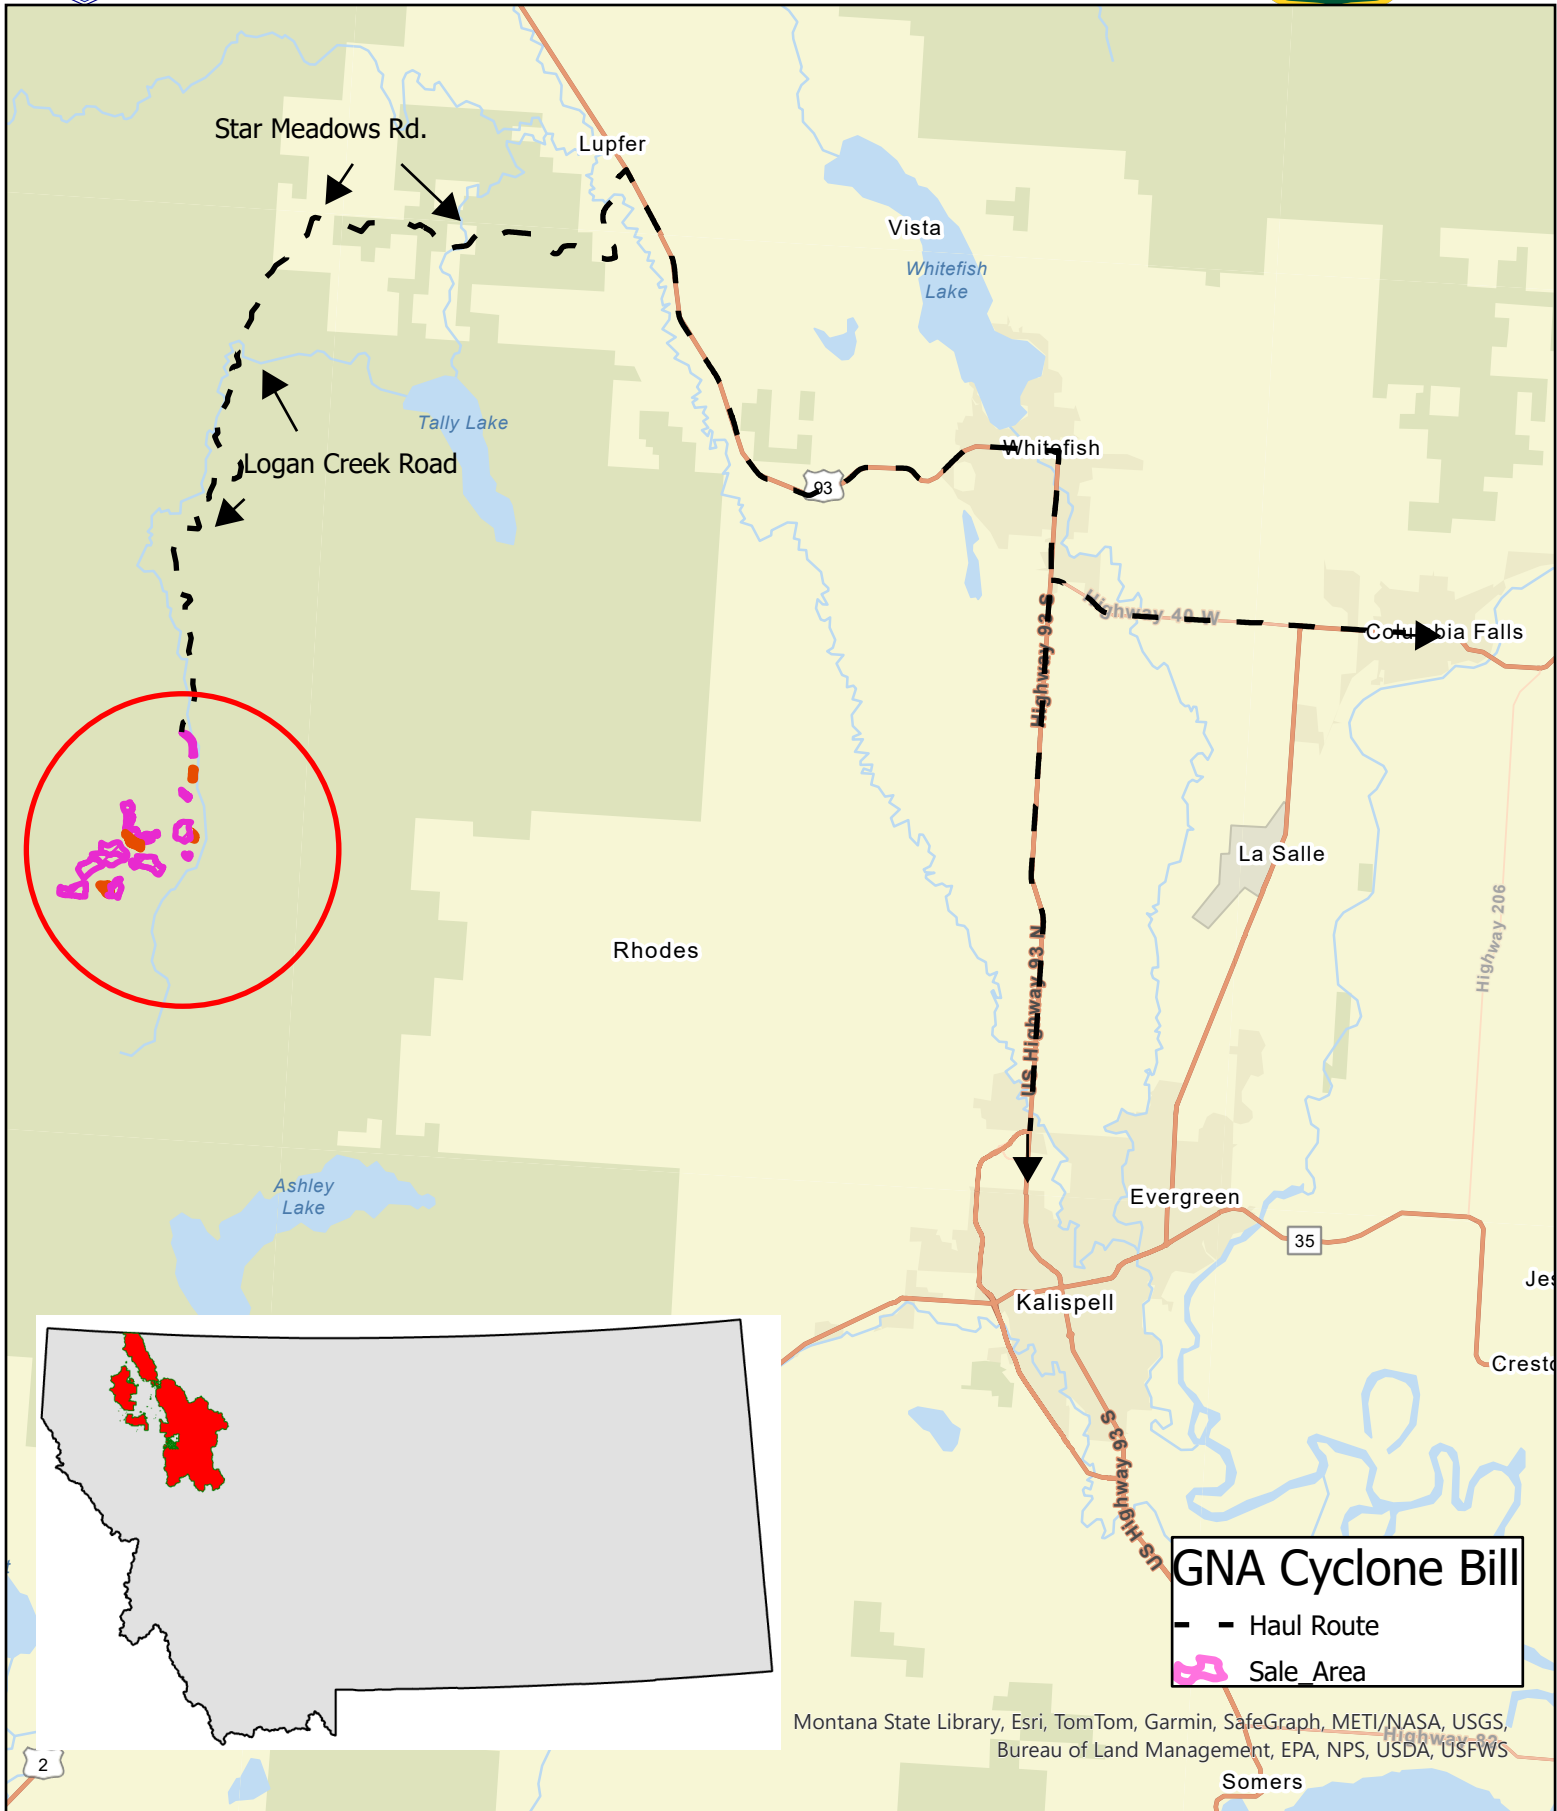 Star Meadows Rd.
Lupfer
Vista
Whitefish
Lake
Tally Lake
Logan Creek Road
Whitefish
93
Highway 93 S
Highway 40 W
Columbia Falls
La Salle
Highway 206
Rhodes
US Highway 93 N
Ashley
Lake
Evergreen
35
Kalispell
Jes
Cresto
US Highway 93 S
GNA Cyclone Bill
Haul Route
Sale_Area
Montana State Library, Esri, TomTom, Garmin, SafeGraph, METI/NASA, USGS,
Bureau of Land Management, EPA, NPS, USDA, USFWS
Highway 82
2
Somers